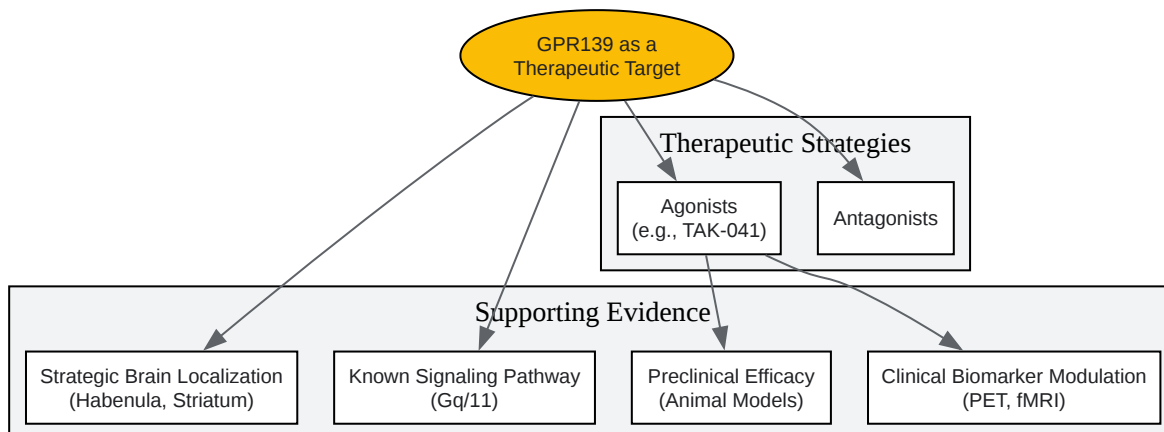 GPR139 as a
Therapeutic Target
Therapeutic Strategies
Agonists
(e.g., TAK-041)
Antagonists
Supporting Evidence
Strategic Brain Localization
(Habenula, Striatum)
Known Signaling Pathway
(Gq/11)
Preclinical Efficacy
(Animal Models)
Clinical Biomarker Modulation
(PET, fMRI)